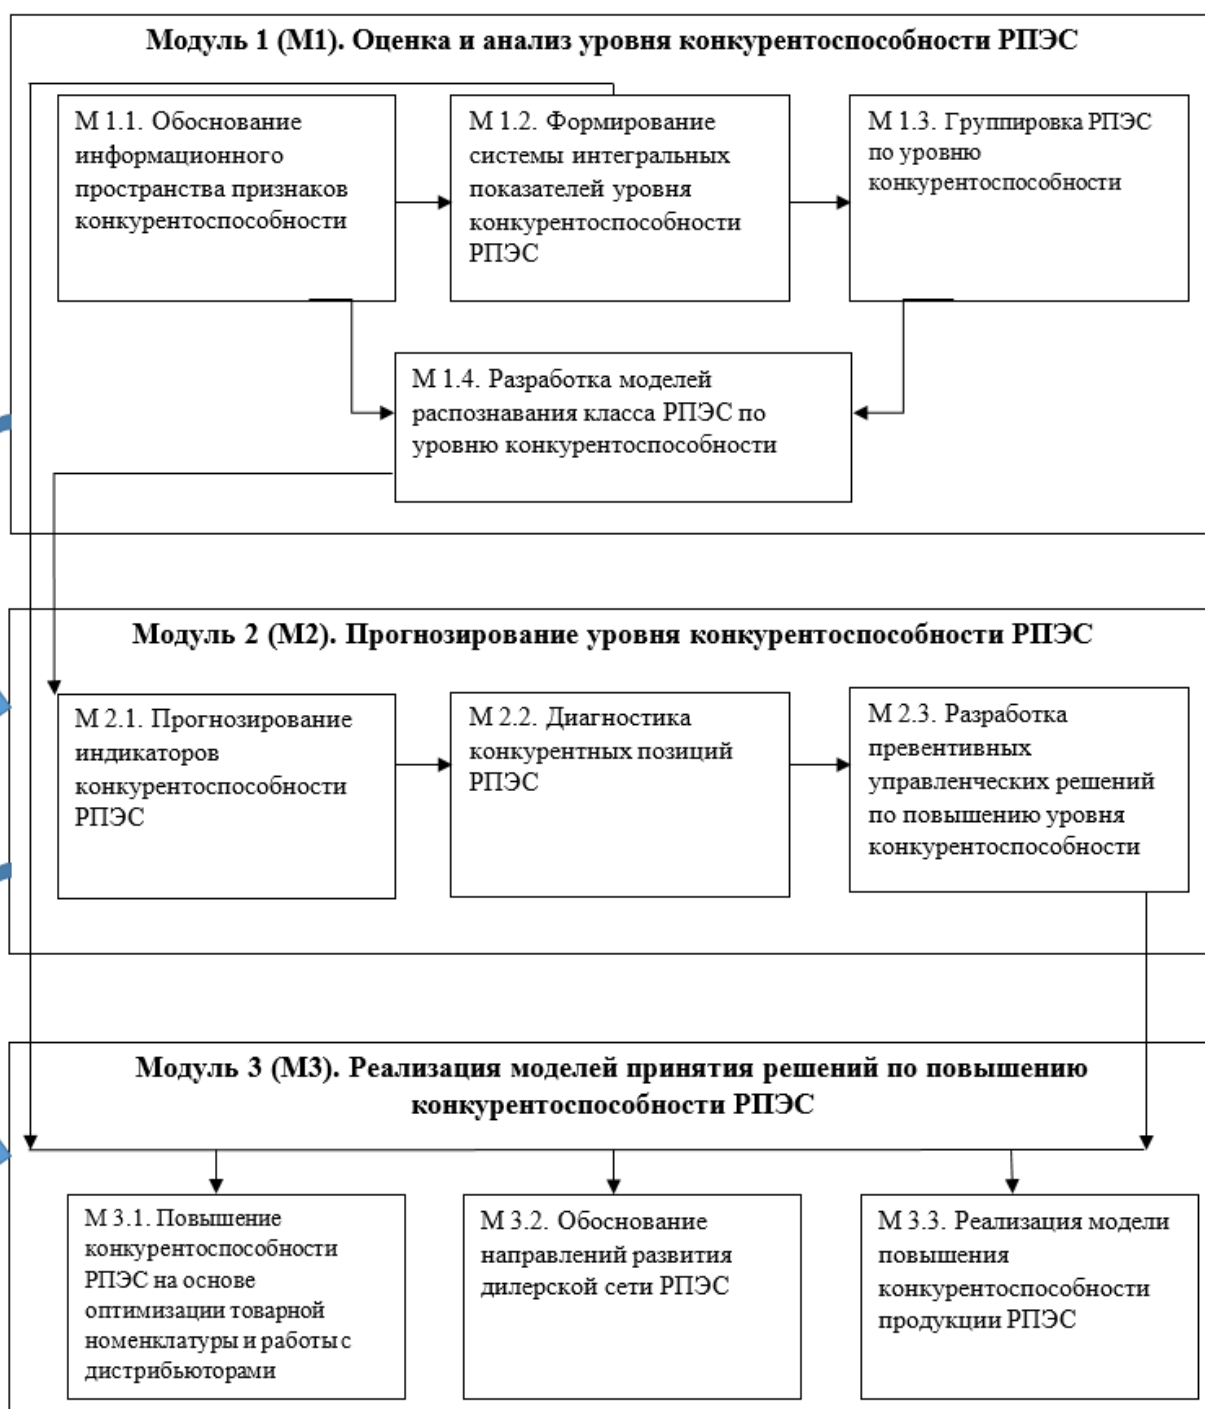 Модуль 1 (М1). Оценка и анализ уровня конкурентоспособности РПЭС
М 1.1. Обоснование
информационного
пространства признаков
конкурентоспособности
М 1.2. Формирование
системы интегральных
показателей уровня
конкурентоспособности
РПЭС
М 1.3. Группировка РПЭС
по уровню
конкурентоспособности
М 1.4. Разработка моделей
распознавания класса РПЭС по
уровню конкурентоспособности
Модуль 2 (М2). Прогнозирование уровня конкурентоспособности РПЭС
М 2.1. Прогнозирование
индикаторов
конкурентоспособности
РПЭС
М 2.2. Диагностика
конкурентных позиций
РПЭС
М 2.3. Разработка
превентивных
управленческих решений
по повышению уровня
конкурентоспособности
Модуль 3 (М3). Реализация моделей принятия решений по повышению
конкурентоспособности РПЭС
М 3.1. Повышение
конкурентоспособности
РПЭС на основе
оптимизации товарной
номенклатуры и работы с
дистрибьюторами
М 3.2. Обоснование
направлений развития
дилерской сети РПЭС
М 3.3. Реализация модели
повышения
конкурентоспособности
продукции РПЭС